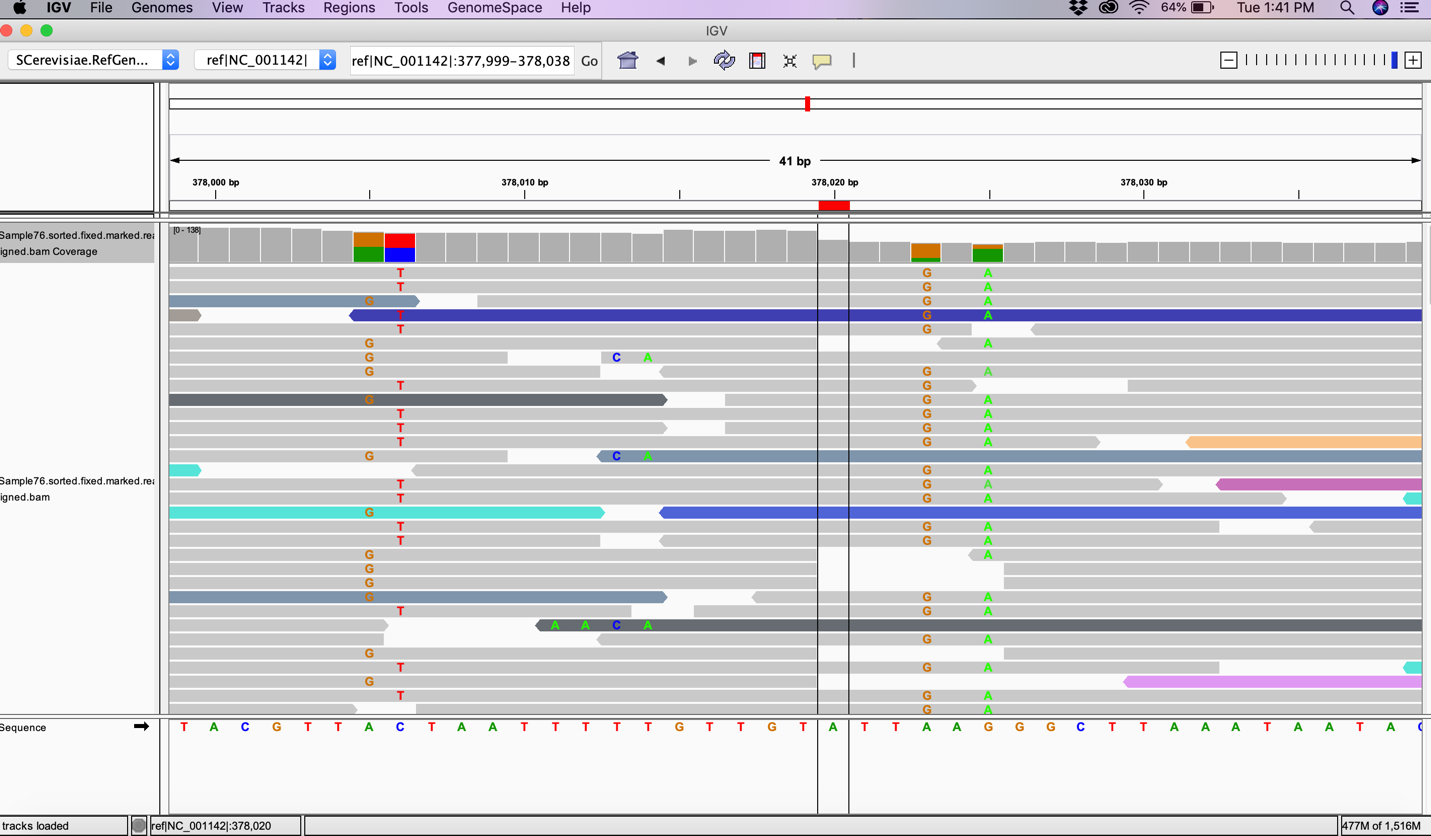 IGV File Genomes View Tracks Regions Tools GenomeSpace Help 64% Tue 1:41 PM
IGV
SCerevisiae.RefGen... ref|NC_001142| ref|NC_001142|:377,999-378,038 Go
41 bp
378,000 bp 378,010 bp 378,020 bp 378,030 bp
[0 - 138]
Sample76.sorted.fixed.marked.rea
igned.bam Coverage
T G A
T G A
G G A
T G A
T G
G A
G C A
G G A
T G
G G A
T G A
T G A
T G A
G C A G A
G A
T G A
T G A
G G A
T G A
T G
G A
G
G
G G A
T G A
A A C A
G A
G
T G A
G
T G A
G A
Sample76.sorted.fixed.marked.rea
igned.bam
Sequence T A C G T T A C T A A T T T T T G T T G T A T T A A G G G C T T A A A T A A T A C
tracks loaded ref|NC_001142|:378,020 477M of 1,516M